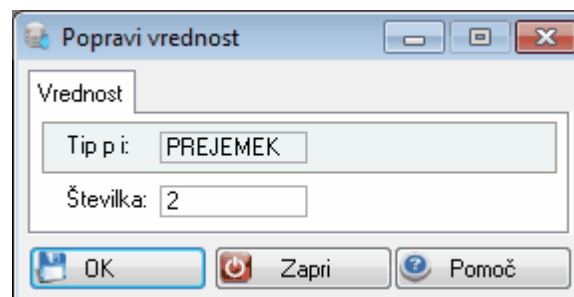 Popravi vrednost
Vrednost
Tip p i: PREJEMEK
Številka: 2
OK Zapri Pomoč